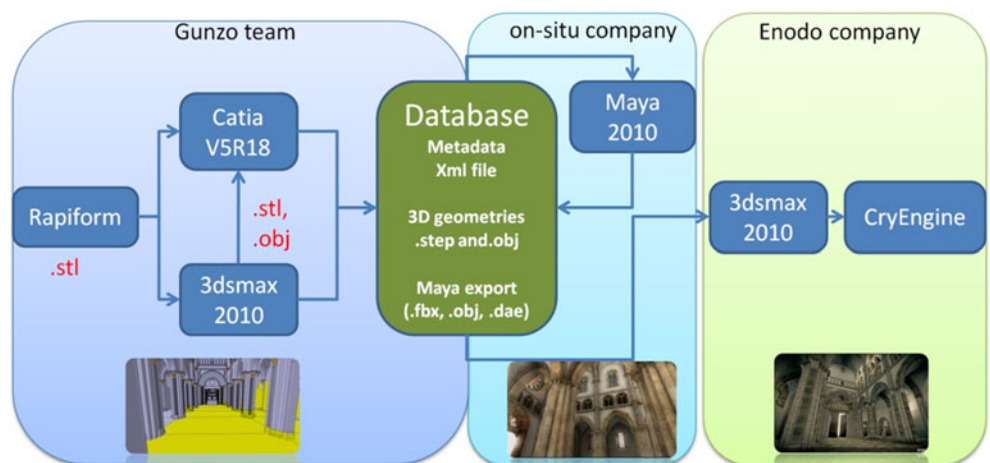 Gunzo team
on-situ company
Enodo company
Catia
V5R18
Rapiform
.stl
.stl,
.obj
3dsmax
2010
Database
Metadata
Xml file
3D geometries
.step and.obj
Maya export
(.fbx, .obj, .dae)
Maya
2010
3dsmax
2010
CryEngine